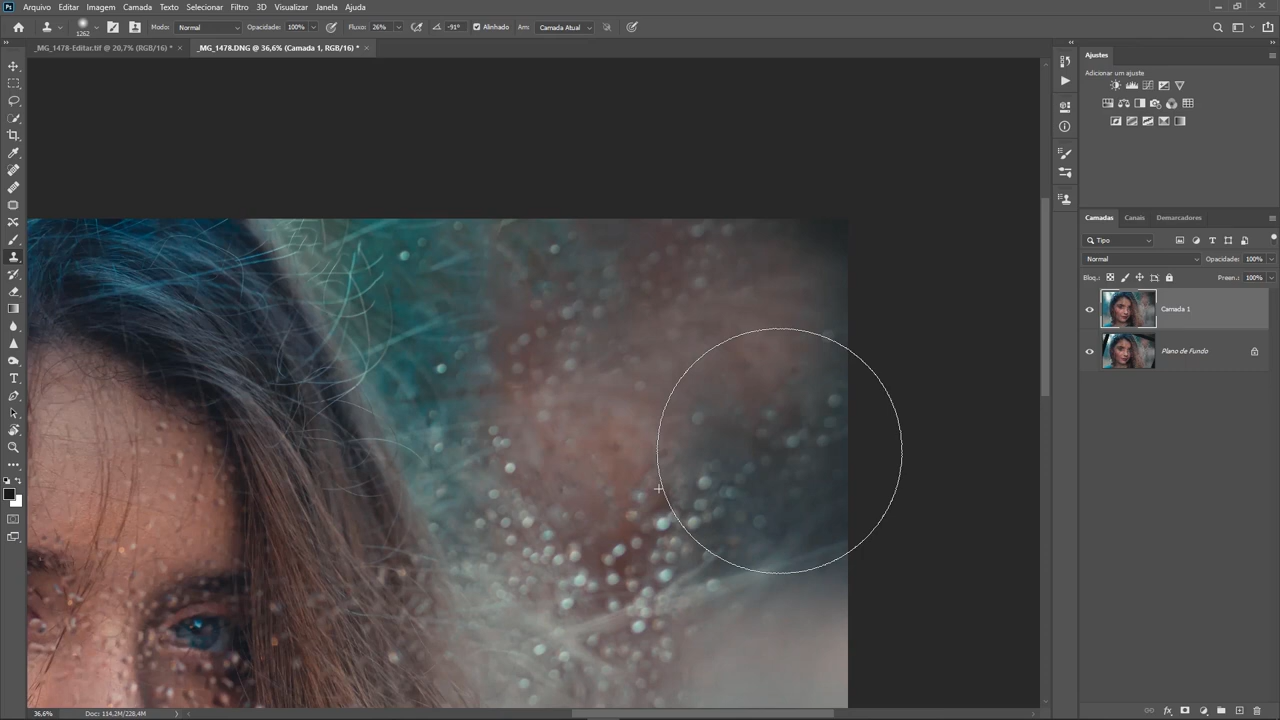 Ps Arquivo Editar Imagem Camada Texto Selecionar Filtro 3D Visualizar Janela Ajuda
1262 Modo: Normal Opacidade: 100% Fluxo: 26% -91° Alinhado Am: Camada Atual
_MG_1478-Editar.tif @ 20,7% (RGB/16) * × _MG_1478.DNG @ 36,6% (Camada 1, RGB/16) * ×
Ajustes
Adicionar um ajuste
Camadas Canais Demarcadores
Tipo
Normal Opacidade: 100%
Bloq.: Preen.: 100%
Camada 1
Plano de Fundo
36,6% Doc: 114,2M/228,4M